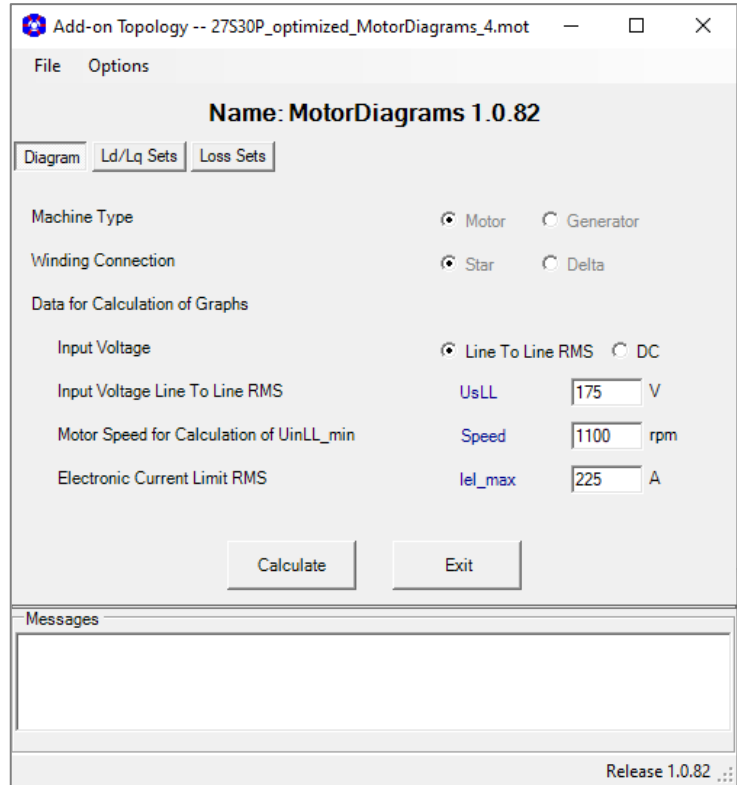 Add-on Topology -- 27S30P_optimized_MotorDiagrams_4.mot
File Options
Name: MotorDiagrams 1.0.82
Diagram Ld/Lq Sets Loss Sets
Machine Type Motor Generator
Winding Connection Star Delta
Data for Calculation of Graphs
Input Voltage Line To Line RMS DC
Input Voltage Line To Line RMS UsLL 175 V
Motor Speed for Calculation of UinLL_min Speed 1100 rpm
Electronic Current Limit RMS Iel_max 225 A
Calculate Exit
Messages
Release 1.0.82